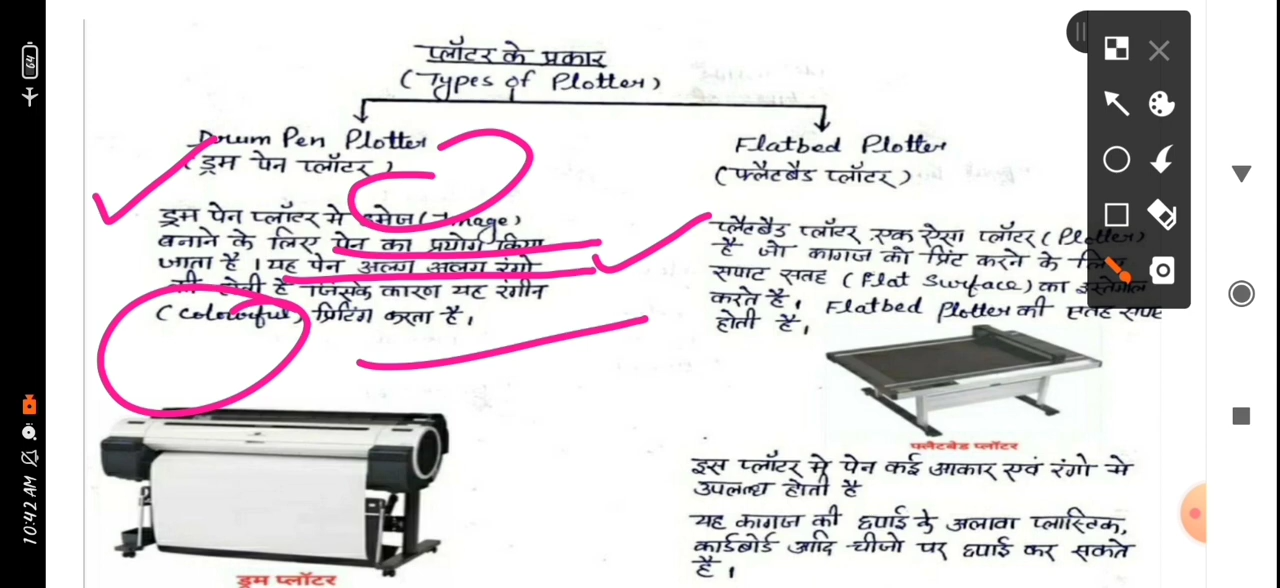 प्लॉटर के प्रकार
(Types of Plotter)
Drum Pen Plotter
(ड्रम पेन प्लॉटर)
ड्रम पेन प्लॉटर मे इमेज (Image)
बनाने के लिए पेन का प्रयोग किया
जाता है। यह पेन अलग अलग रंगो
की होती है जिसके कारण यह रंगीन
(Colourful) प्रिटिंग करता है।
ड्रम प्लॉटर
Flatbed Plotter
(फ्लैटबैड प्लॉटर)
फ्लैटबैड प्लॉटर एक ऐसा प्लॉटर (Plotter)
है जो कागज को प्रिंट करने के लिए
सपाट सतह (Flat Surface) का इस्तेमाल
करते है, Flatbed Plotter की सतह
होती है,
फ्लैटबेड प्लॉटर
इस प्लॉटर मे पेन कई आकार एवं रंगो मे
उपलब्ध होती है
यह कागज की छपाई के अलावा प्लास्टिक,
कार्डबोर्ड आदि चीजो पर छपाई कर सकते
है।
64
10:42 AM